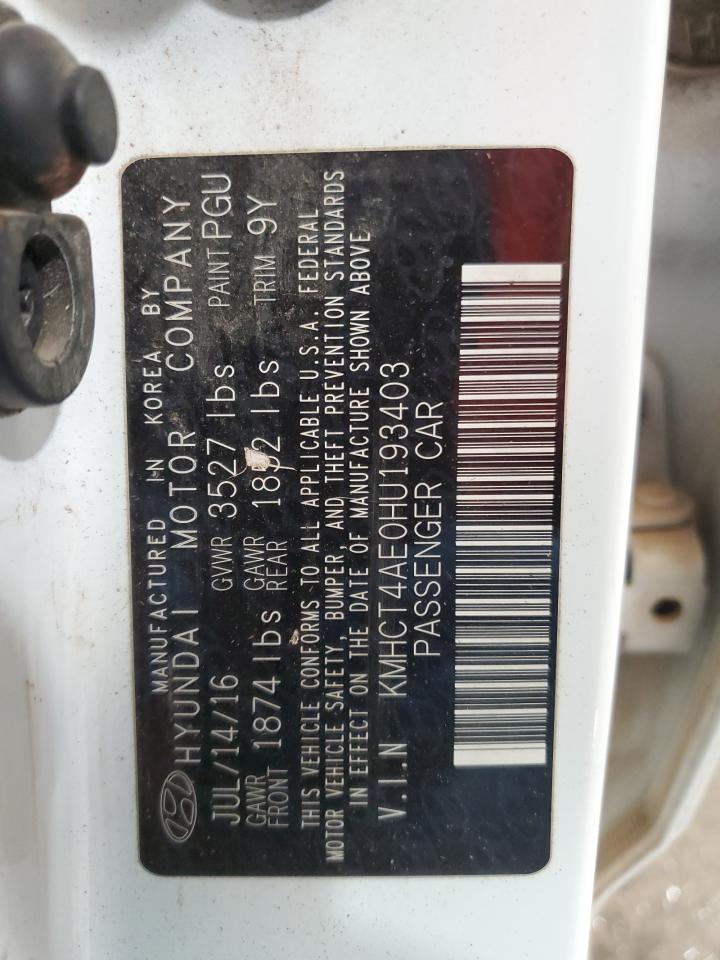 MANUFACTURED IN KOREA BY
HYUNDAI MOTOR COMPANY
JUL/14/16 GVWR 3527 lbs PAINT PGU
GAWR FRONT 1874 lbs GAWR REAR lbs TRIM 9Y
THIS VEHICLE CONFORMS TO ALL APPLICABLE U.S.A. FEDERAL
MOTOR VEHICLE SAFETY, BUMPER, AND THEFT PREVENTION STANDARDS
IN EFFECT ON THE DATE OF MANUFACTURE SHOWN ABOVE
V.I.N KMHCT4AE0HU193403
PASSENGER CAR